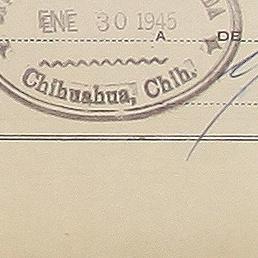 ENE 30 1945
A DE
Chihuahua, Chih.